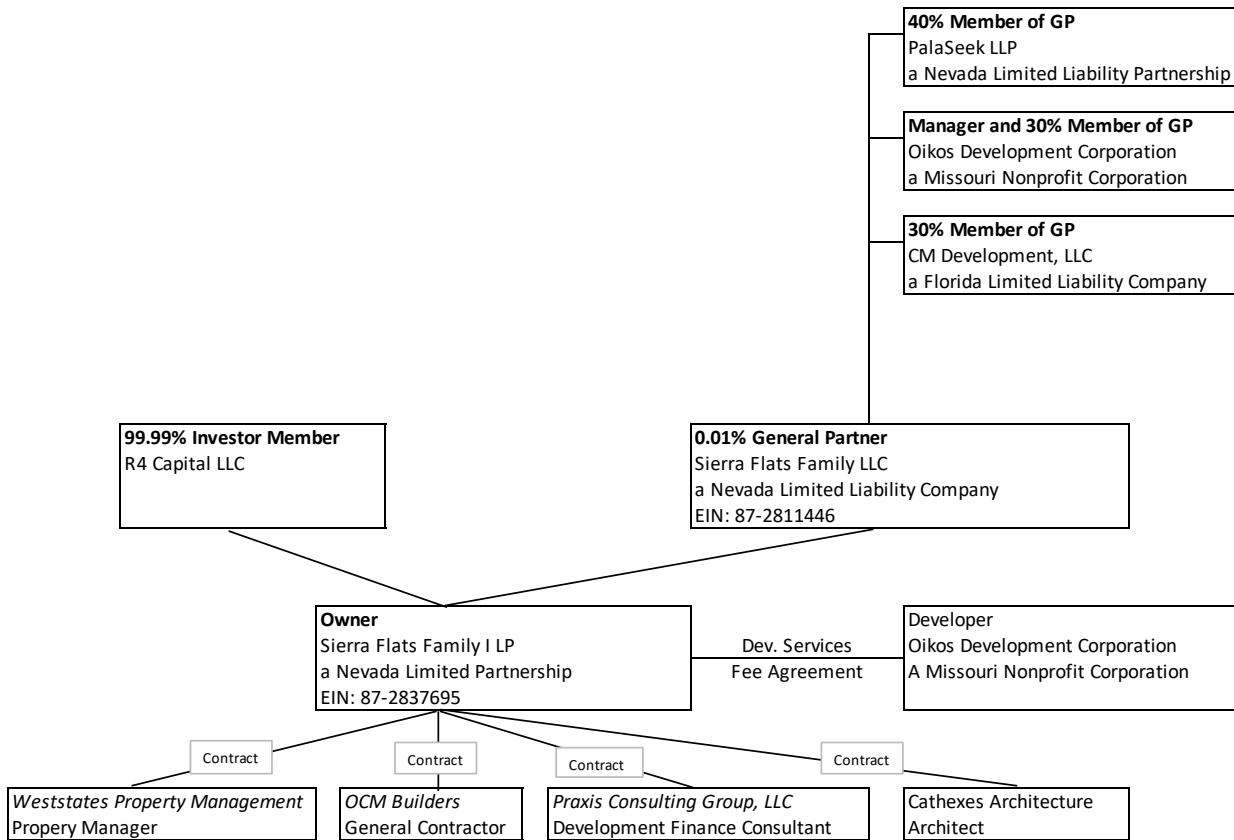 40% Member of GP
PalaSeek LLP
a Nevada Limited Liability Partnership
Manager and 30% Member of GP
Oikos Development Corporation
a Missouri Nonprofit Corporation
30% Member of GP
CM Development, LLC
a Florida Limited Liability Company
99.99% Investor Member
R4 Capital LLC
0.01% General Partner
Sierra Flats Family LLC
a Nevada Limited Liability Company
EIN: 87-2811446
Owner
Sierra Flats Family I LP
a Nevada Limited Partnership
EIN: 87-2837695
Dev. Services
Fee Agreement
Developer
Oikos Development Corporation
A Missouri Nonprofit Corporation
Contract
Contract
Contract
Contract
Weststates Property Management
Propery Manager
OCM Builders
General Contractor
Praxis Consulting Group, LLC
Development Finance Consultant
Cathexes Architecture
Architect